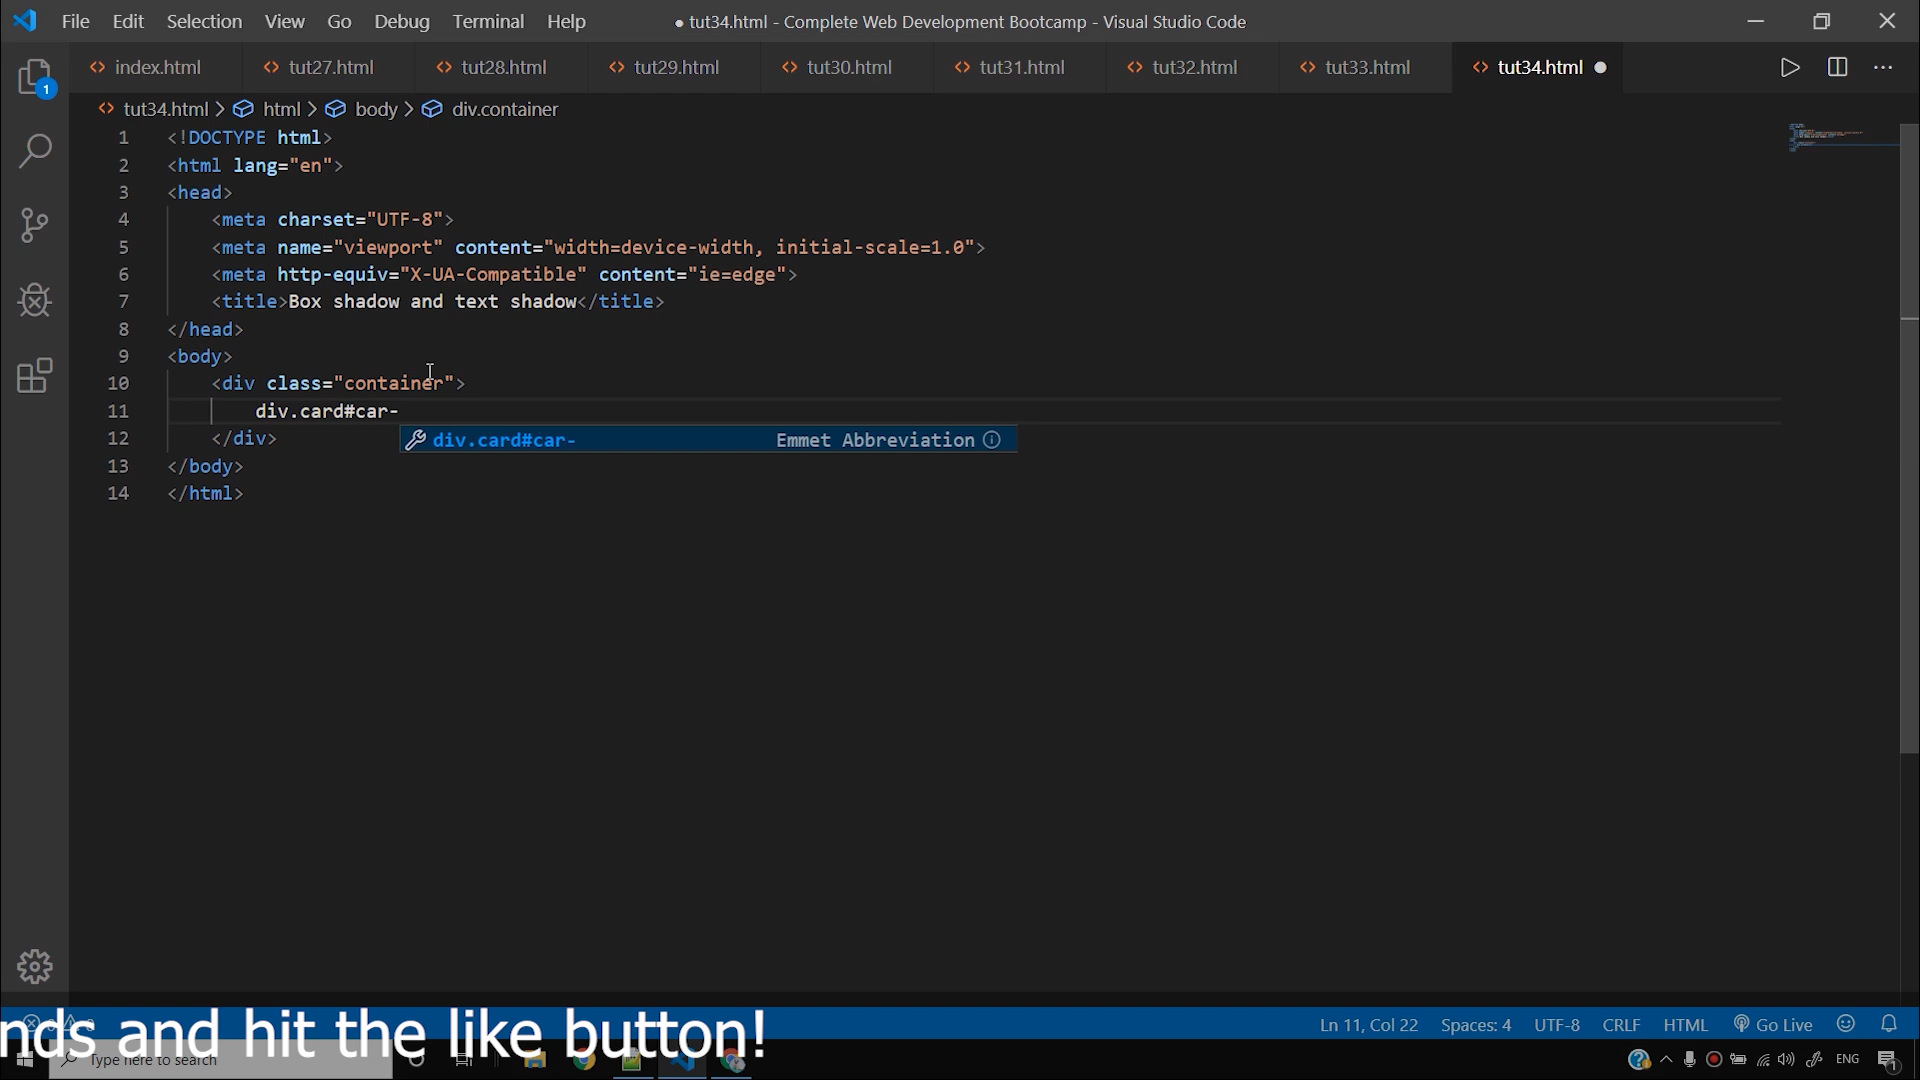 File Edit Selection View Go Debug Terminal Help ● tut34.html - Complete Web Development Bootcamp - Visual Studio Code
index.html tut27.html tut28.html tut29.html tut30.html tut31.html tut32.html tut33.html tut34.html
1
tut34.html > html > body > div.container
1 <!DOCTYPE html>
2 <html lang="en">
3 <head>
4 <meta charset="UTF-8">
5 <meta name="viewport" content="width=device-width, initial-scale=1.0">
6 <meta http-equiv="X-UA-Compatible" content="ie=edge">
7 <title>Box shadow and text shadow</title>
8 </head>
9 <body>
10 <div class="container">
11 div.card#car-
12 </div>
div.card#car- Emmet Abbreviation
13 </body>
14 </html>
nds and hit the like button!
Ln 11, Col 22 Spaces: 4 UTF-8 CRLF HTML Go Live
Type here to search
ENG
1